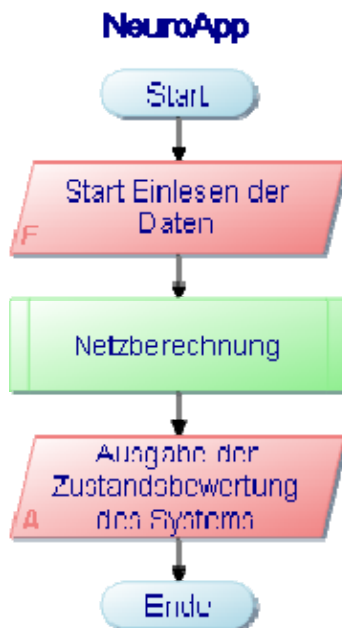 NeuroApp
Start
Start Einlesen der
Daten
E
Netzberechnung
Ausgabe der
Zustandsbewertung
des Systems
A
Ende